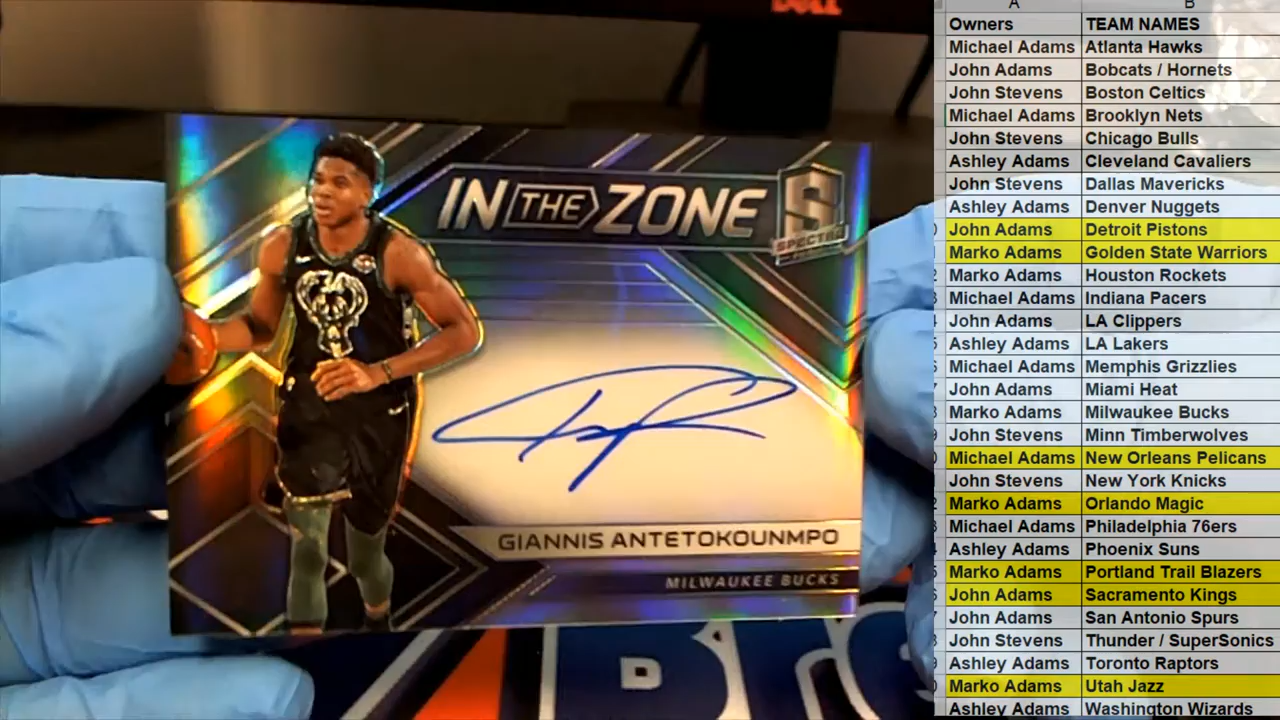 DELL
IN THE ZONE
SPECTRA
GIANNIS ANTETOKOUNMPO
MILWAUKEE BUCKS
A B
Owners TEAM NAMES
Michael Adams Atlanta Hawks
John Adams Bobcats / Hornets
John Stevens Boston Celtics
Michael Adams Brooklyn Nets
John Stevens Chicago Bulls
Ashley Adams Cleveland Cavaliers
John Stevens Dallas Mavericks
Ashley Adams Denver Nuggets
John Adams Detroit Pistons
Marko Adams Golden State Warriors
Marko Adams Houston Rockets
Michael Adams Indiana Pacers
John Adams LA Clippers
Ashley Adams LA Lakers
Michael Adams Memphis Grizzlies
John Adams Miami Heat
Marko Adams Milwaukee Bucks
John Stevens Minn Timberwolves
Michael Adams New Orleans Pelicans
John Stevens New York Knicks
Marko Adams Orlando Magic
Michael Adams Philadelphia 76ers
Ashley Adams Phoenix Suns
Marko Adams Portland Trail Blazers
John Adams Sacramento Kings
John Adams San Antonio Spurs
John Stevens Thunder / SuperSonics
Ashley Adams Toronto Raptors
Marko Adams Utah Jazz
Ashley Adams Washington Wizards